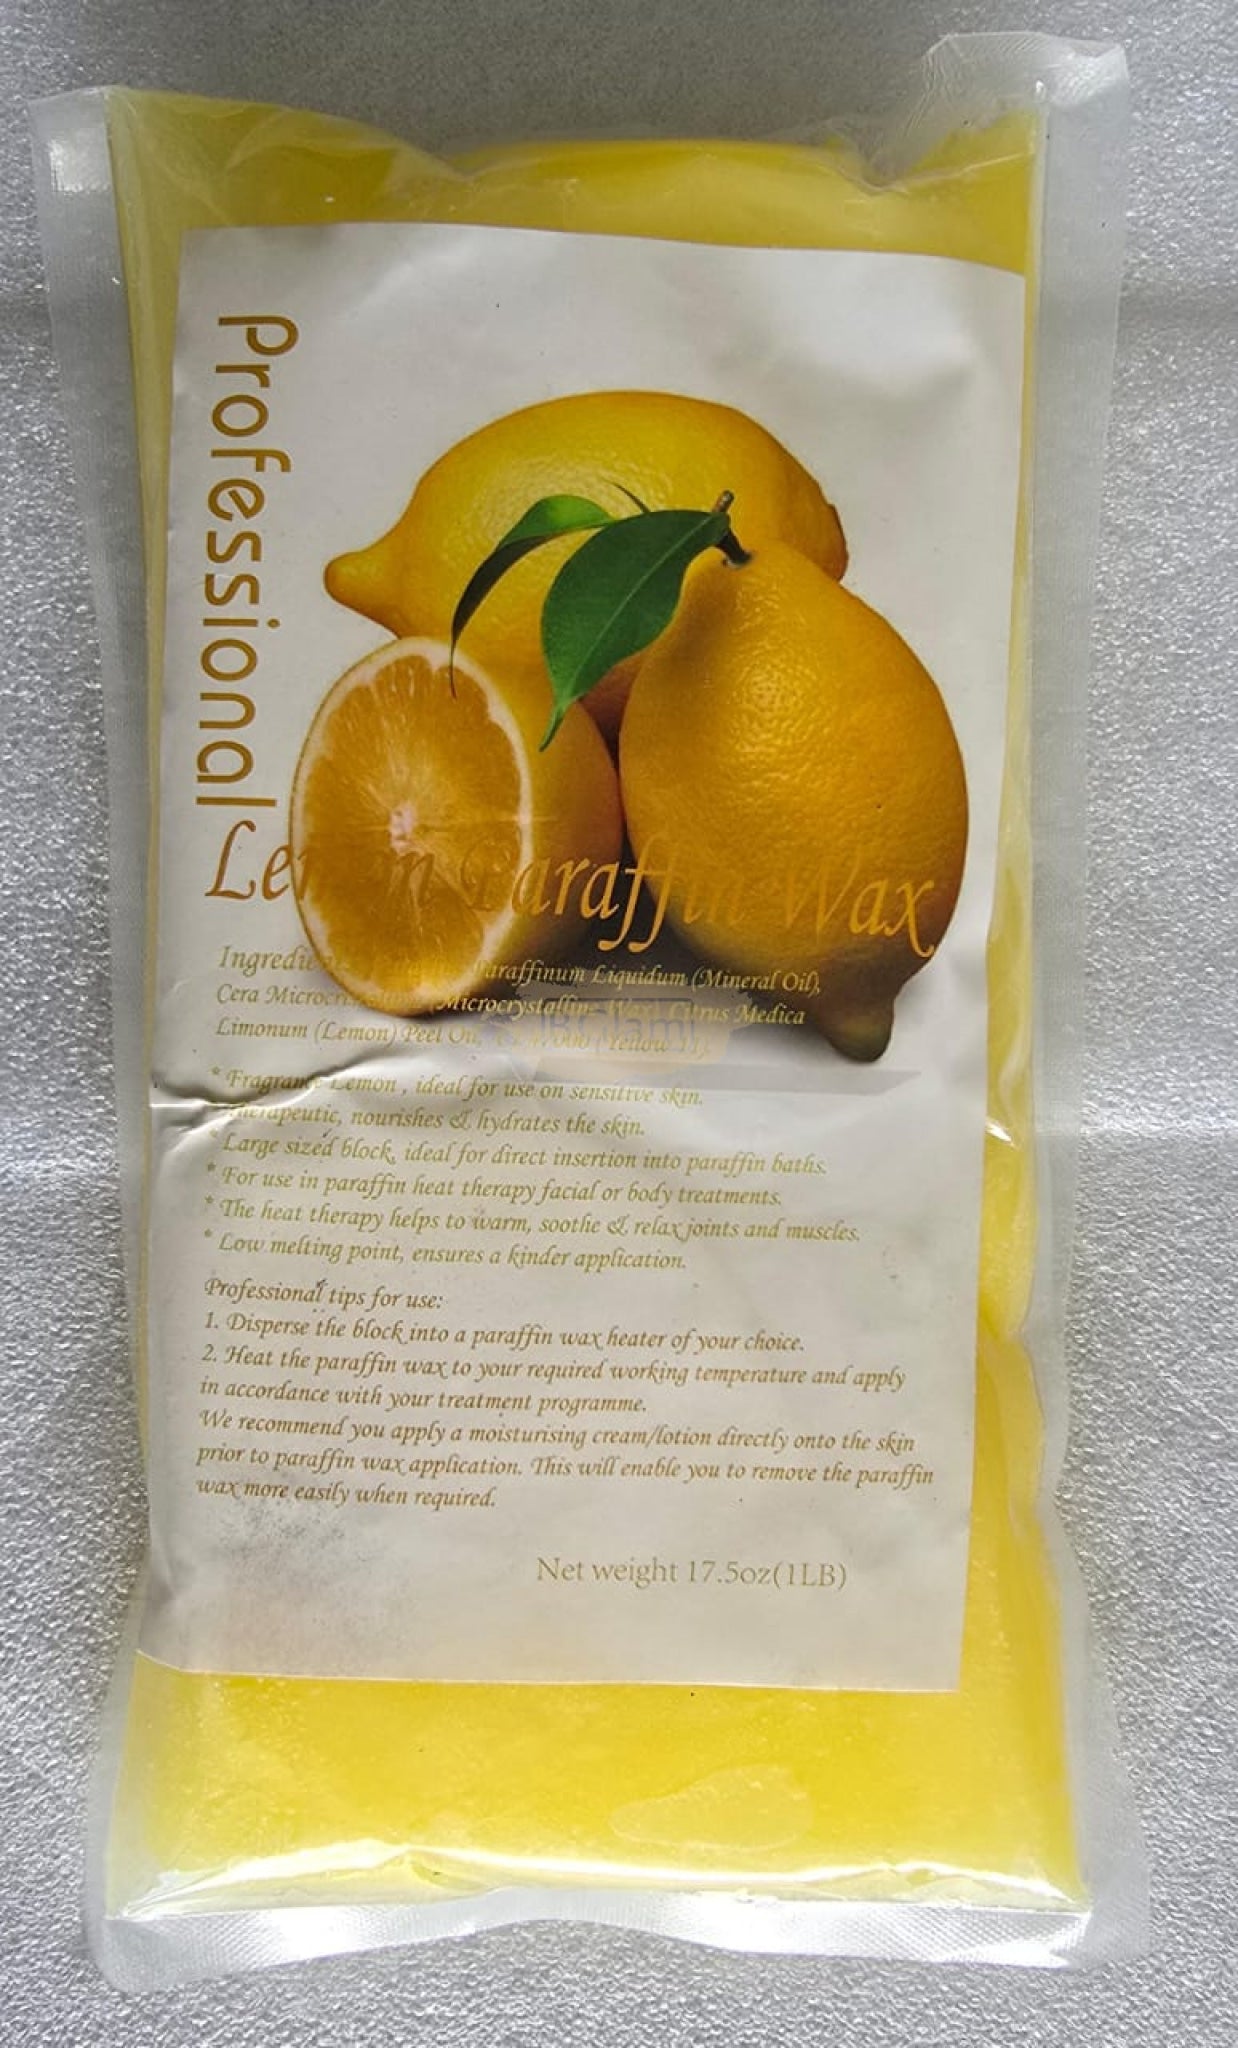 Professional
Lemon Paraffin Wax
Paraffinum Liquidum (Mineral Oil),
Cera (Microcrystalline Wax), Citrus Medica
Limonum (Lemon) Peel Oil, (Yellow 11).
* Fragrance Lemon , ideal for use on sensitive skin.
* Therapeutic, nourishes & hydrates the skin.
* Large sized block, ideal for direct insertion into paraffin baths.
* For use in paraffin heat therapy facial or body treatments.
* The heat therapy helps to warm, soothe & relax joints and muscles.
* Low melting point, ensures a kinder application.
Professional tips for use:
1. Disperse the block into a paraffin wax heater of your choice.
2. Heat the paraffin wax to your required working temperature and apply
in accordance with your treatment programme.
We recommend you apply a moisturising cream/lotion directly onto the skin
prior to paraffin wax application. This will enable you to remove the paraffin
wax more easily when required.
Net weight 17.5oz(1LB)